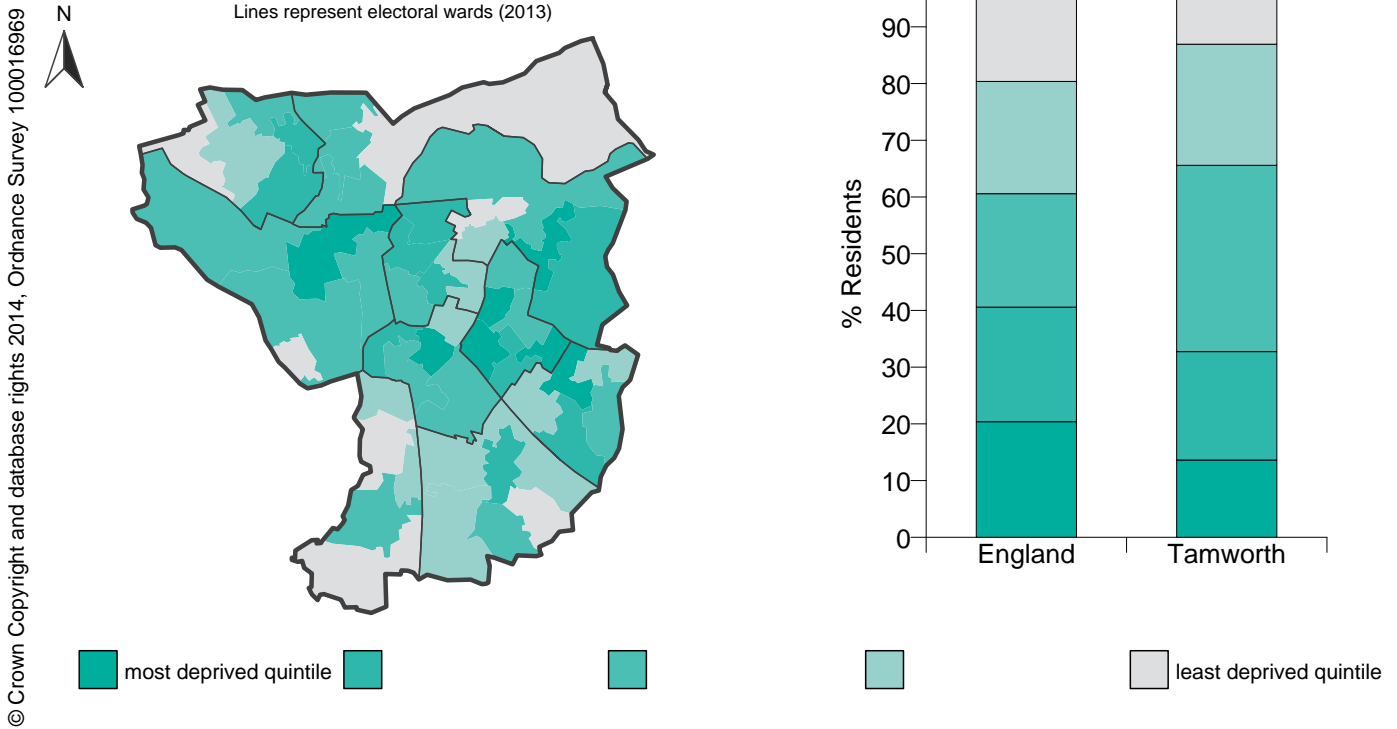 © Crown Copyright and database rights 2014, Ordnance Survey 100016969
N
Lines represent electoral wards (2013)
% Residents
90
80
70
60
50
40
30
20
10
0
England
Tamworth
most deprived quintile
least deprived quintile